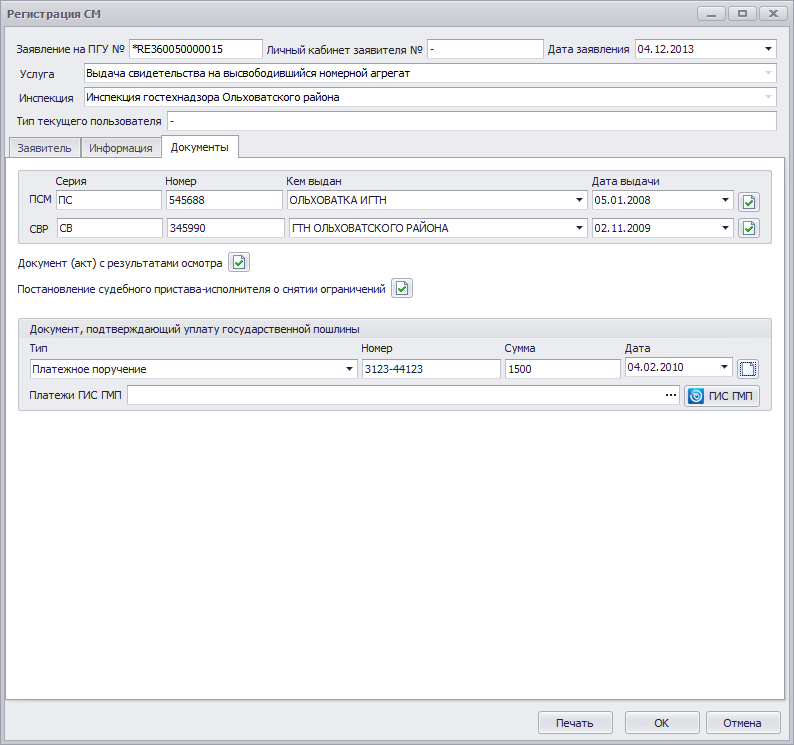 Регистрация СМ
Заявление на ПГУ № *RE360050000015 Личный кабинет заявителя № - Дата заявления 04.12.2013
Услуга Выдача свидетельства на высвободившийся номерной агрегат
Инспекция Инспекция гостехнадзора Ольховатского района
Тип текущего пользователя -
Заявитель Информация Документы
Серия Номер Кем выдан Дата выдачи
ПСМ ПС 545688 ОЛЬХОВАТКА ИГТН 05.01.2008
СВР СВ 345990 ГТН ОЛЬХОВАТСКОГО РАЙОНА 02.11.2009
Документ (акт) с результатами осмотра
Постановление судебного пристава-исполнителя о снятии ограничений
Документ, подтверждающий уплату государственной пошлины
Тип Номер Сумма Дата
Платежное поручение 3123-44123 1500 04.02.2010
Платежи ГИС ГМП ... ГИС ГМП
Печать ОК Отмена